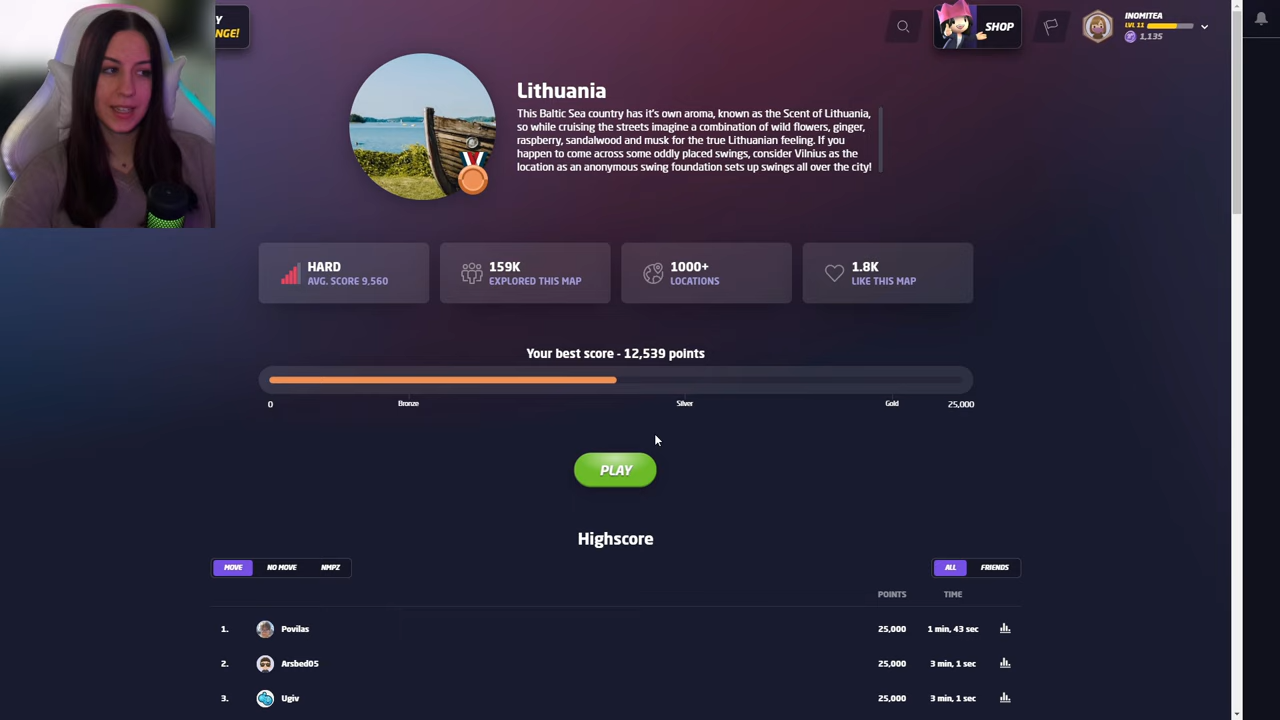 Y
NGE!
SHOP
INOMITEA
LVL 11
1,135
Lithuania
This Baltic Sea country has it's own aroma, known as the Scent of Lithuania,
so while cruising the streets imagine a combination of wild flowers, ginger,
raspberry, sandalwood and musk for the true Lithuanian feeling. If you
happen to come across some oddly placed swings, consider Vilnius as the
location as an anonymous swing foundation sets up swings all over the city!
HARD
AVG. SCORE 9,560
159K
EXPLORED THIS MAP
1000+
LOCATIONS
1.8K
LIKE THIS MAP
Your best score - 12,539 points
0 Bronze Silver Gold 25,000
PLAY
Highscore
MOVE NO MOVE NMPZ ALL FRIENDS
POINTS TIME
1. Povilas 25,000 1 min, 43 sec
2. Arsbed05 25,000 3 min, 1 sec
3. Ugiv 25,000 3 min, 1 sec